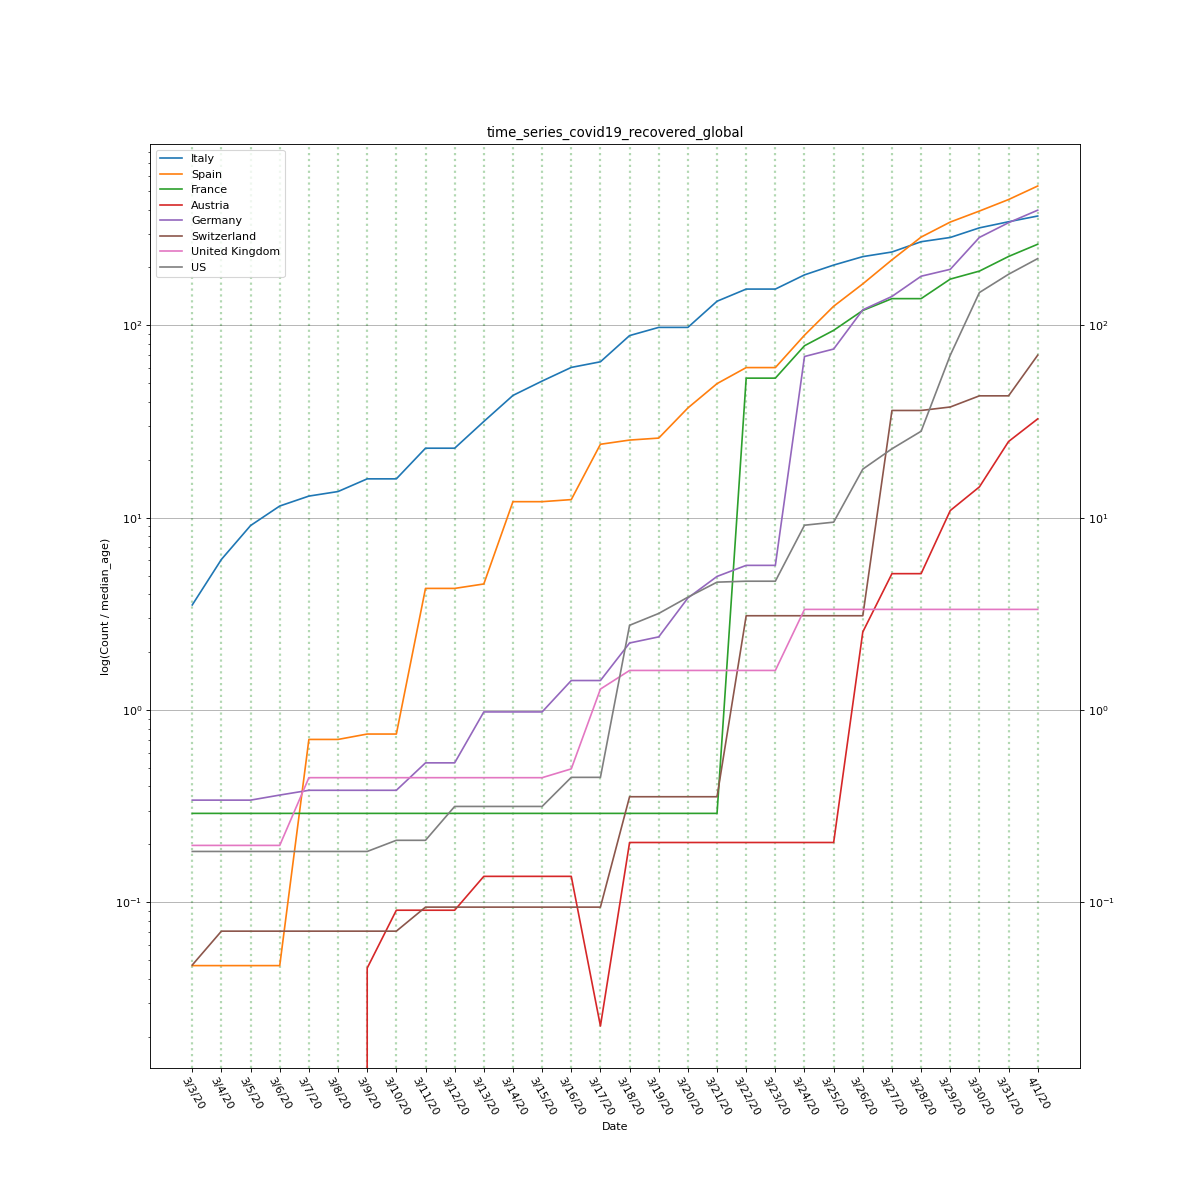 time_series_covid19_recovered_global
Italy
Spain
France
Austria
Germany
Switzerland
United Kingdom
US
log(Count / median_age)
10²
10¹
10⁰
10⁻¹
10²
10¹
10⁰
10⁻¹
3/3/20 3/4/20 3/5/20 3/6/20 3/7/20 3/8/20 3/9/20 3/10/20 3/11/20 3/12/20 3/13/20 3/14/20 3/15/20 3/16/20 3/17/20 3/18/20 3/19/20 3/20/20 3/21/20 3/22/20 3/23/20 3/24/20 3/25/20 3/26/20 3/27/20 3/28/20 3/29/20 3/30/20 3/31/20 4/1/20
Date